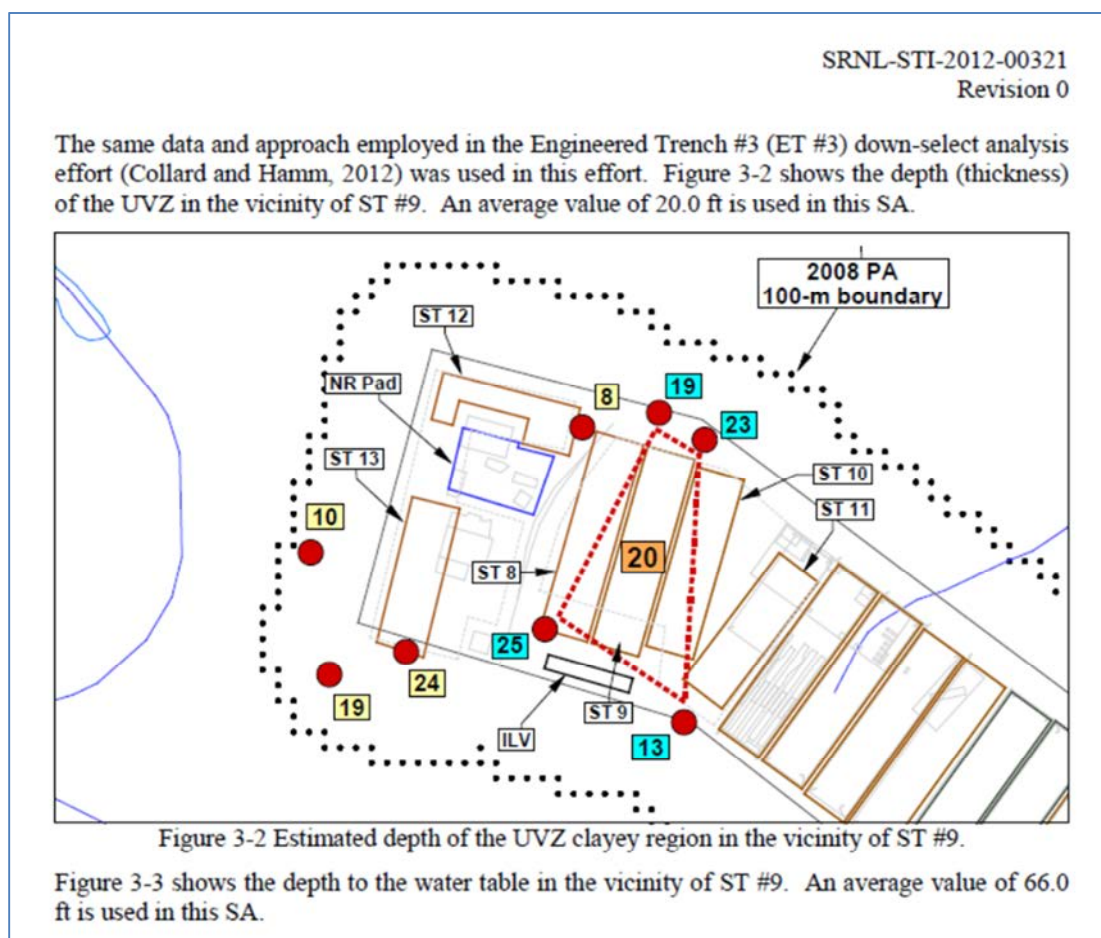 SRNL-STI-2012-00321
Revision 0
The same data and approach employed in the Engineered Trench #3 (ET #3) down-select analysis
effort (Collard and Hamm, 2012) was used in this effort. Figure 3-2 shows the depth (thickness)
of the UVZ in the vicinity of ST #9. An average value of 20.0 ft is used in this SA.
2008 PA
100-m boundary
ST 12
NR Pad
8
19
23
ST 13
ST 10
ST 11
10
ST 8
20
25
24
19
ST 9
ILV
13
Figure 3-2 Estimated depth of the UVZ clayey region in the vicinity of ST #9.
Figure 3-3 shows the depth to the water table in the vicinity of ST #9. An average value of 66.0
ft is used in this SA.